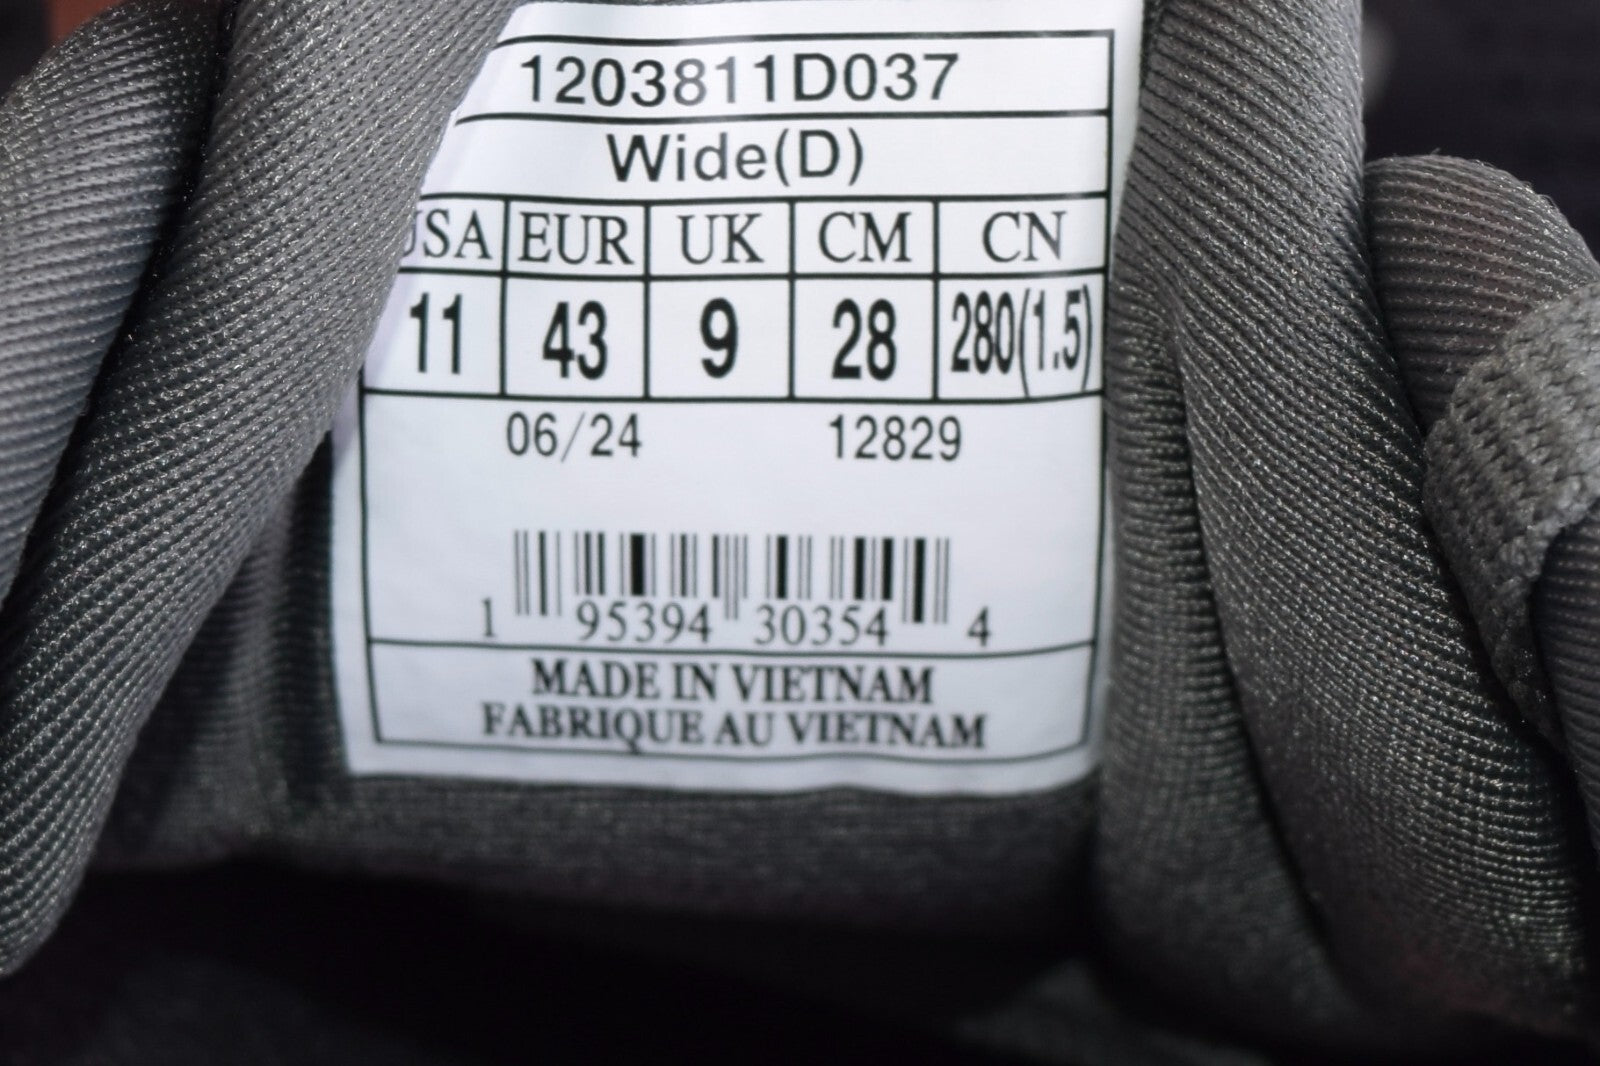 1203811D037
Wide(D)
USA EUR UK CM CN
11 43 9 28 280(1.5)
06/24 12829
1 95394 30354 4
MADE IN VIETNAM
FABRIQUE AU VIETNAM